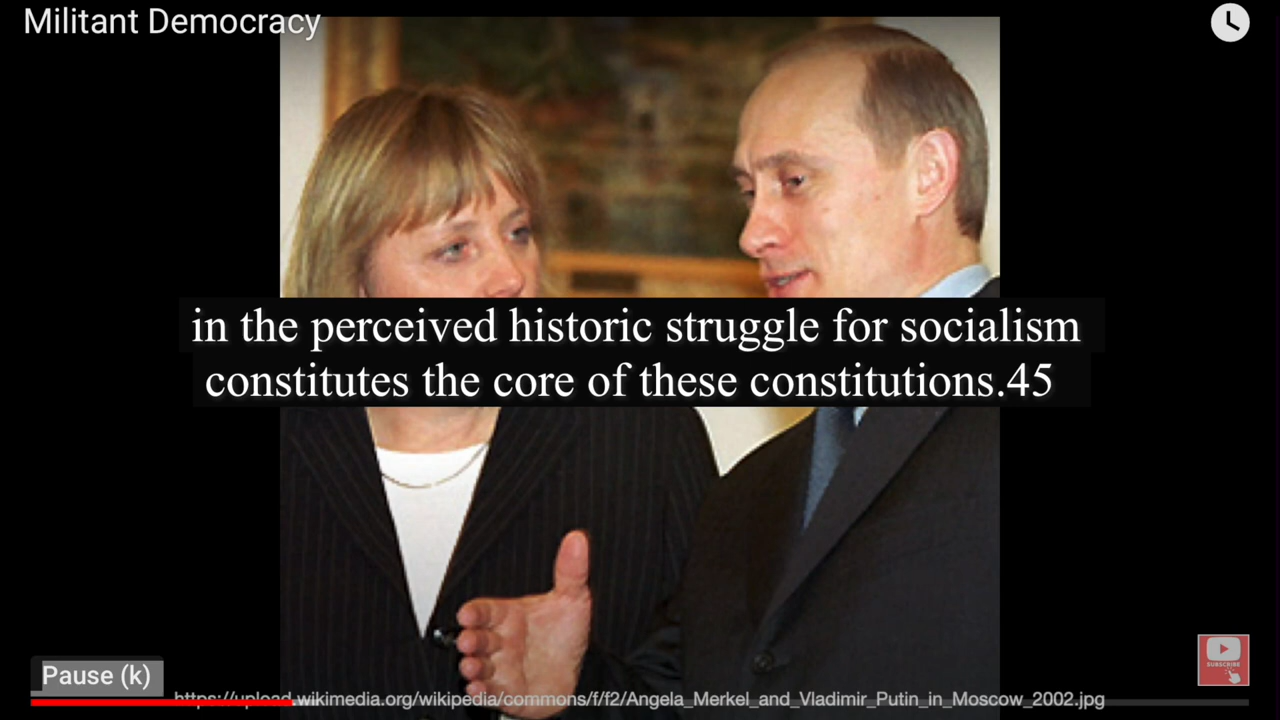 Militant Democracy
in the perceived historic struggle for socialism
constitutes the core of these constitutions.45
Pause (k)
SUBSCRIBE
https://upload.wikimedia.org/wikipedia/commons/f/f2/Angela_Merkel_and_Vladimir_Putin_in_Moscow_2002.jpg